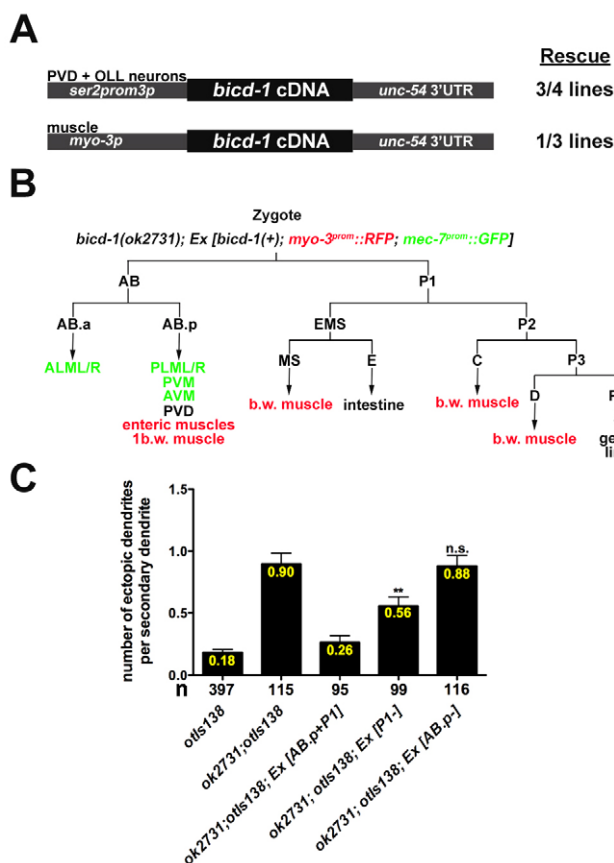 A
Rescue
PVD + OLL neurons
ser2prom3p bicd-1 cDNA unc-54 3'UTR 3/4 lines
muscle
myo-3p bicd-1 cDNA unc-54 3'UTR 1/3 lines
B
Zygote
bicd-1(ok2731); Ex [bicd-1(+); myo-3prom::RFP; mec-7prom::GFP]
AB P1
AB.a AB.p EMS P2
ALML/R PLML/R MS E C P3
PVM
AVM
PVD b.w. muscle intestine b.w. muscle D P
enteric muscles
1b.w. muscle b.w. muscle
ge
li
C
number of ectopic dendrites
per secondary dendrite
1.5
1.0
0.5
0.0
0.18
0.90
0.26
**
0.56
n.s.
0.88
n 397 115 95 99 116
otIs138
ok2731;otIs138
ok2731;otIs138; Ex [AB.p+P1]
ok2731; otIs138; Ex [P1-]
ok2731; otIs138; Ex [AB.p-]